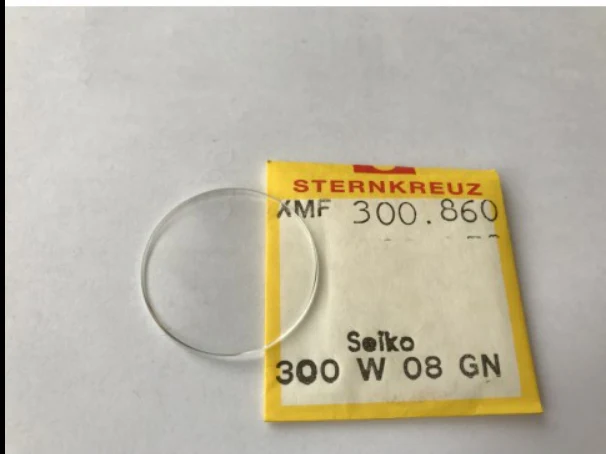 STERNKREUZ
XMF 300.860
Seiko
300 W 08 GN